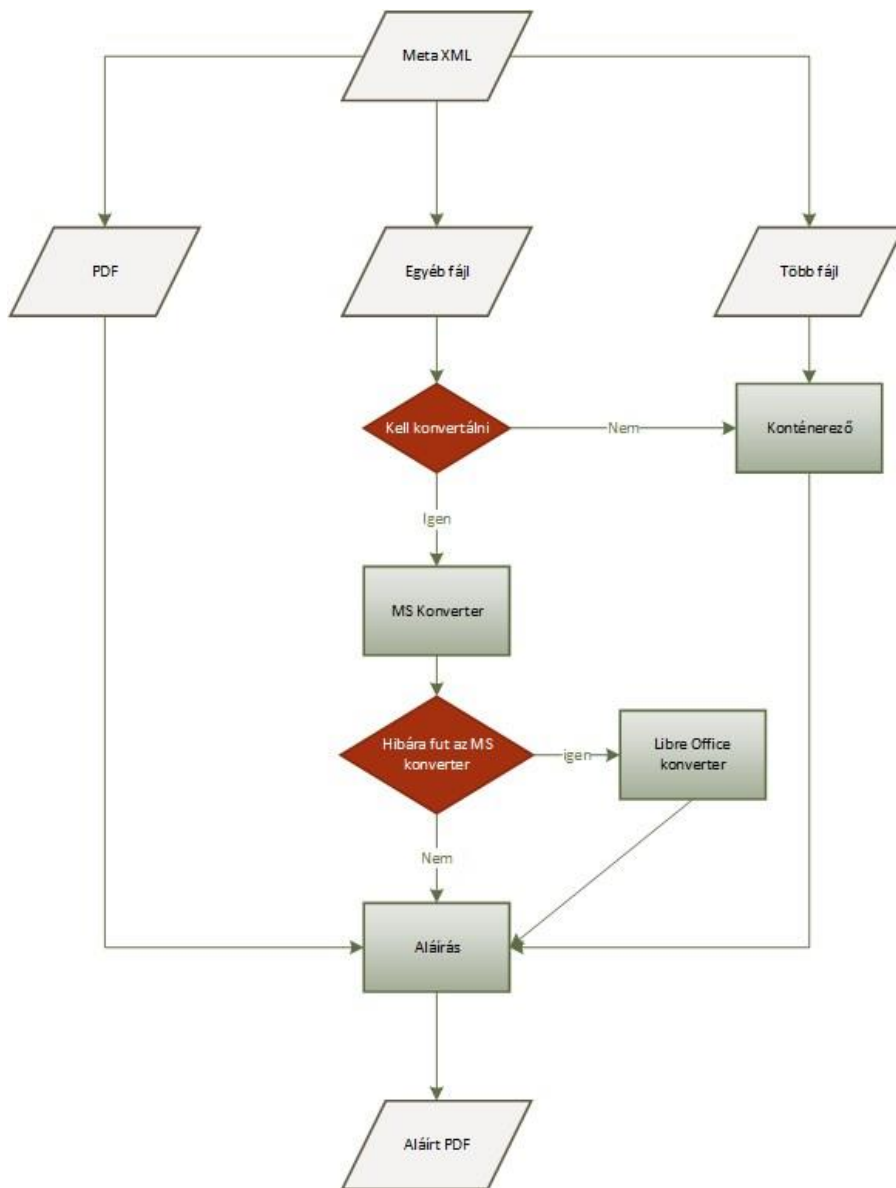 Meta XML
PDF
Egyéb fájl
Több fájl
Kell konvertálni
Nem
Konténerező
Igen
MS Konverter
Hibára fut az MS
konverter
igen
Libre Office
konverter
Nem
Aláírás
Aláírt PDF